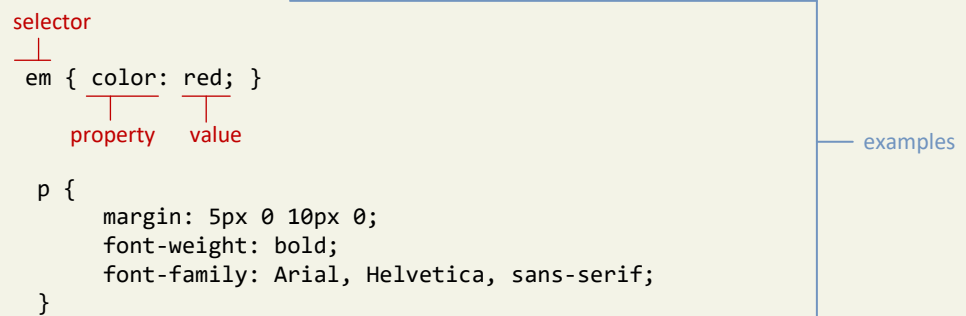 selector
em { color: red; }
property value
examples
p {
margin: 5px 0 10px 0;
font-weight: bold;
font-family: Arial, Helvetica, sans-serif;
}